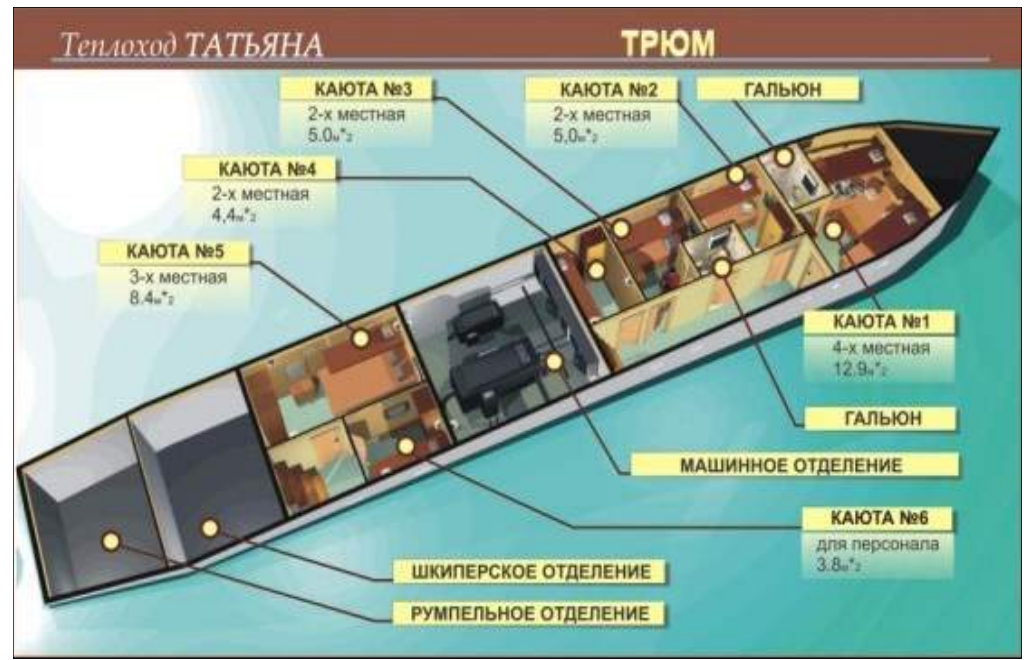 Теплоход ТАТЬЯНА
ТРЮМ
КАЮТА №3
2-х местная
5.0м*2
КАЮТА №2
2-х местная
5,0м*2
ГАЛЬЮН
КАЮТА №4
2-х местная
4,4м*2
КАЮТА №5
3-х местная
8.4м*2
КАЮТА №1
4-х местная
12.9м*2
ГАЛЬЮН
МАШИННОЕ ОТДЕЛЕНИЕ
КАЮТА №6
для персонала
3.8м*2
ШКИПЕРСКОЕ ОТДЕЛЕНИЕ
РУМПЕЛЬНОЕ ОТДЕЛЕНИЕ